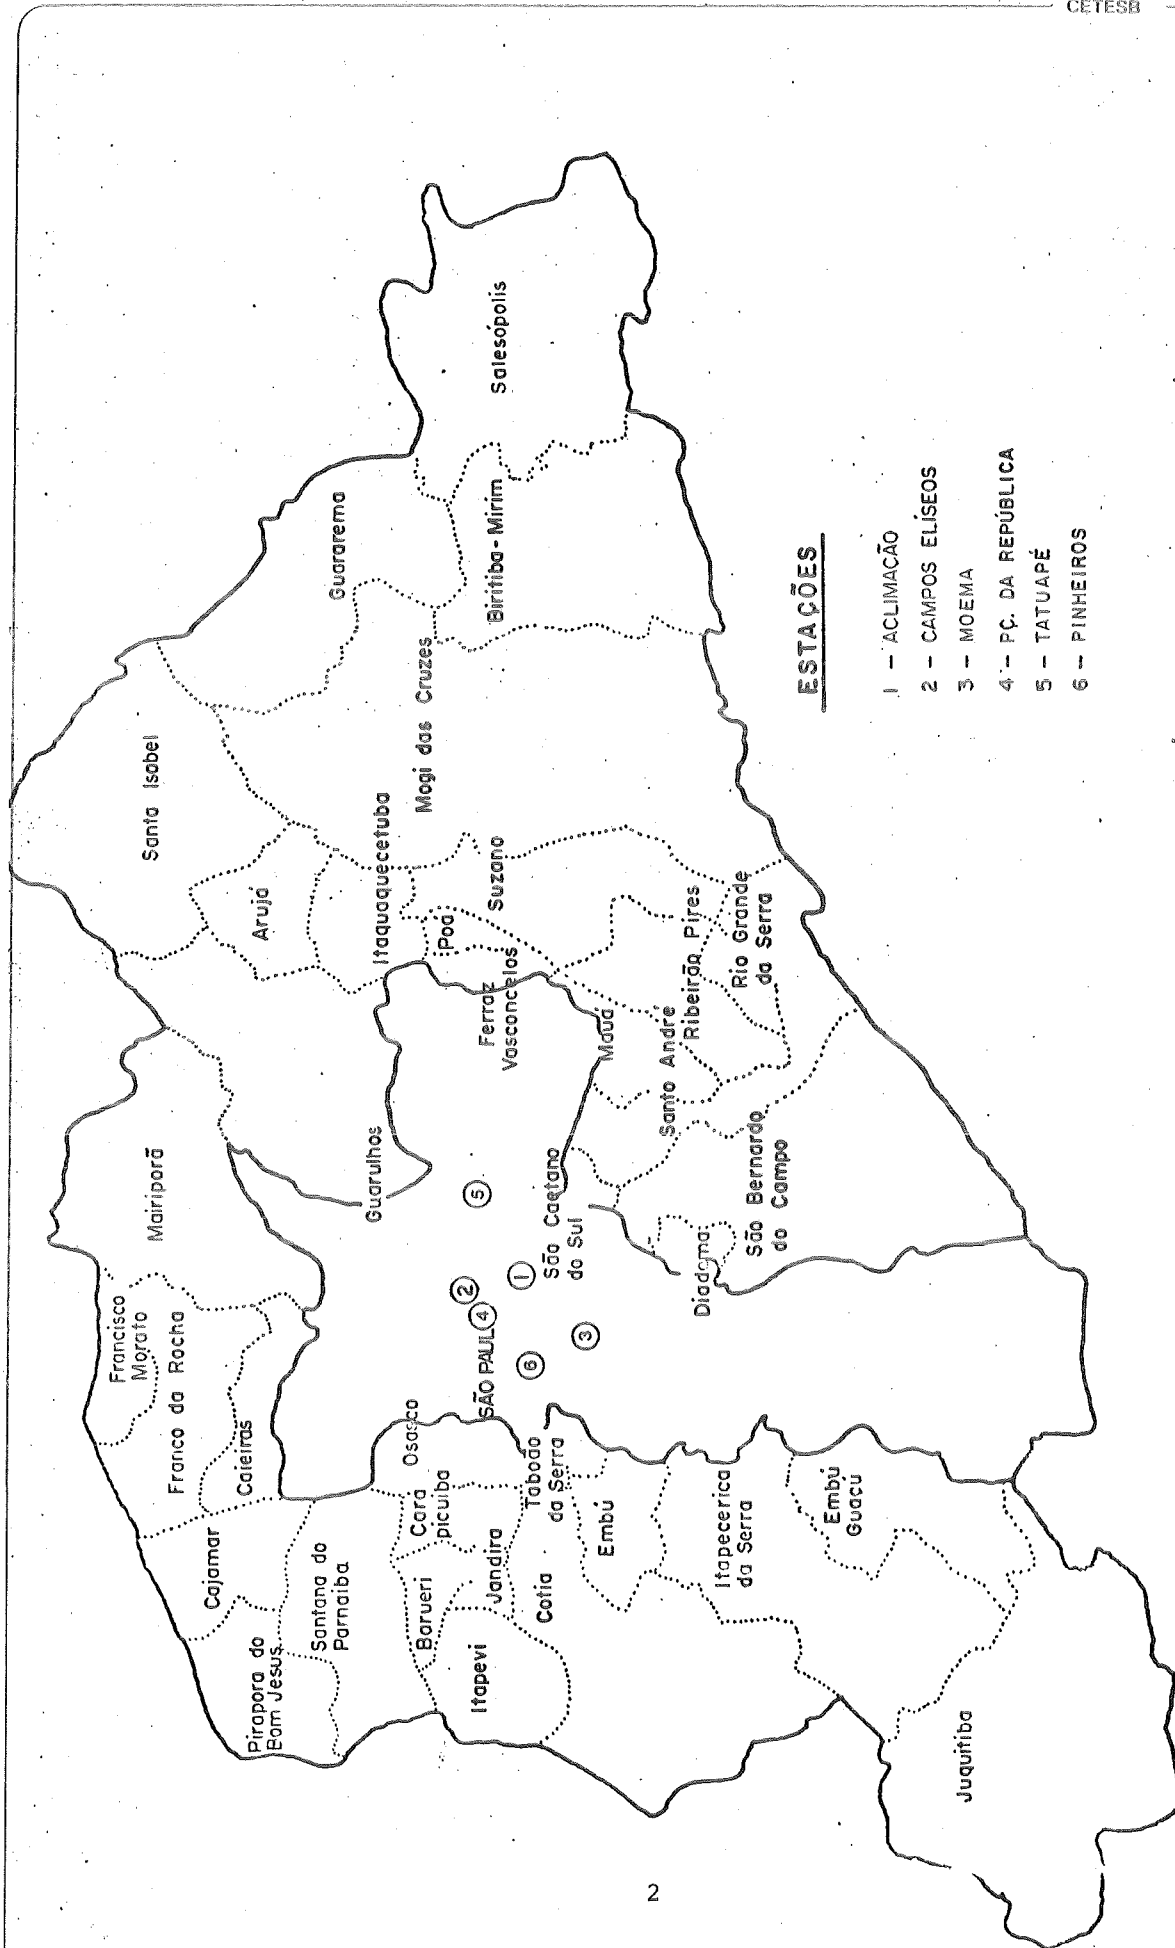 CETESB
Francisco
Morato
Franco da Rocha
Caieiras
Cajamar
Pirapora do
Bom Jesus
Santana do
Parnaiba
Mairiporã
Santa Isabel
Arujá
Guarulhos
Itaquaquecetuba
Guararema
Mogi das Cruzes
Osasco
Cara
picuiba
Barueri
Jandira
Itapevi
Cotia
Taboão
da Serra
Embú
SÃO PAULO
2
4
1
6
3
5
Poá
Ferraz
Vasconcelos
Suzano
Biritiba-Mirim
Salesópolis
São Caetano
do Sul
Mauá
Santo André
Ribeirão Pires
Rio Grande
da Serra
Diadema
São Bernardo
do Campo
Itapecerica
da Serra
Embú
Guacú
Juquitiba
ESTAÇÕES
1 - ACLIMAÇÃO
2 - CAMPOS ELÍSEOS
3 - MOEMA
4 - PÇ. DA REPÚBLICA
5 - TATUAPÉ
6 - PINHEIROS
2